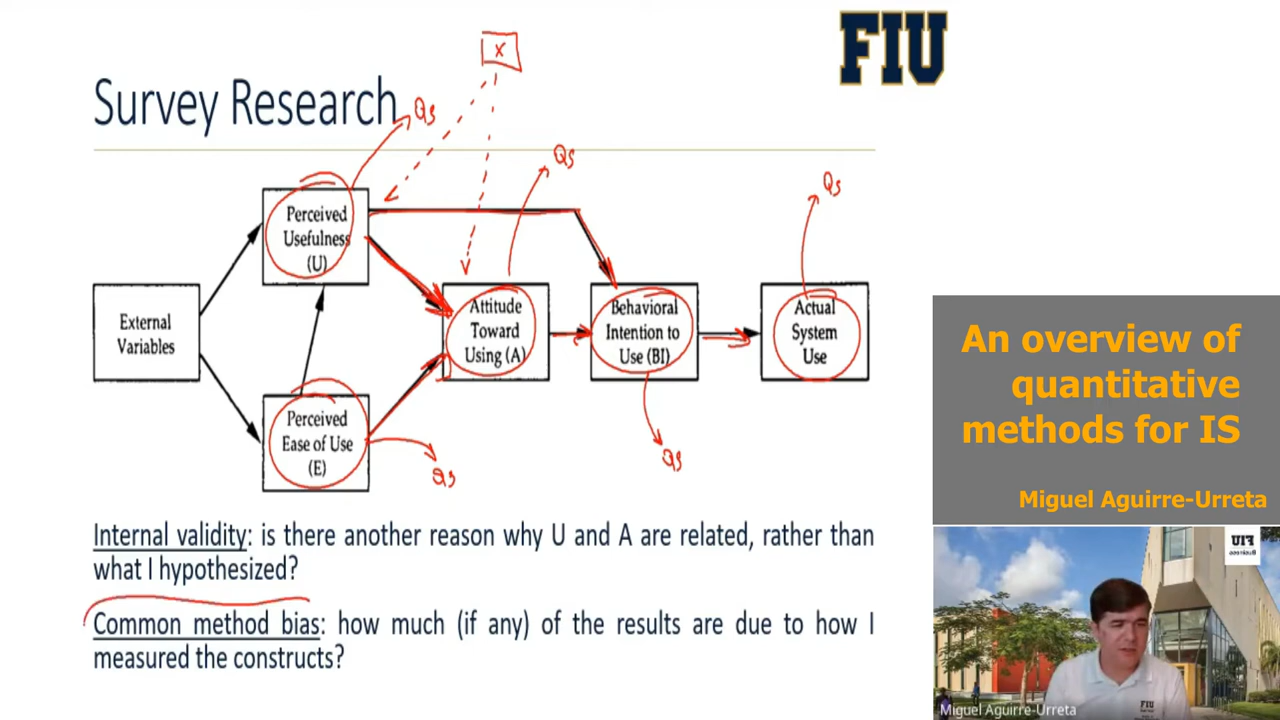 X
FIU
Survey Research
Qs
Qs
Qs
Perceived
Usefulness
(U)
External
Variables
Attitude
Toward
Using (A)
Behavioral
Intention to
Use (BI)
Actual
System
Use
Perceived
Ease of Use
(E)
Qs
Qs
Internal validity: is there another reason why U and A are related, rather than
what I hypothesized?
Common method bias: how much (if any) of the results are due to how I
measured the constructs?
An overview of
quantitative
methods for IS
Miguel Aguirre-Urreta
FIU
Business
FIU
Miguel Aguirre-Urreta